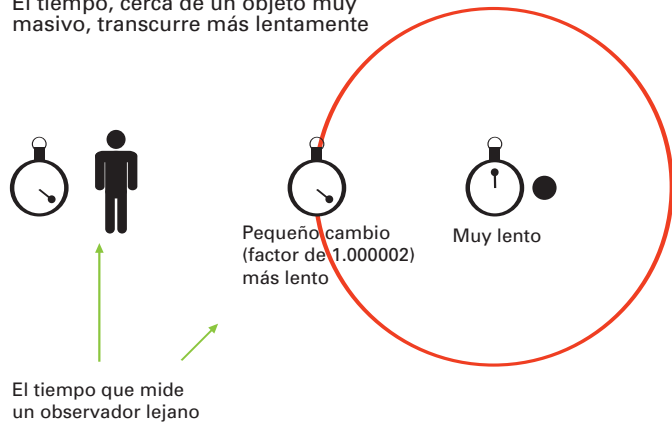 El tiempo, cerca de un objeto muy
masivo, transcurre más lentamente
Pequeño cambio
(factor de 1.000002)
más lento
Muy lento
El tiempo que mide
un observador lejano